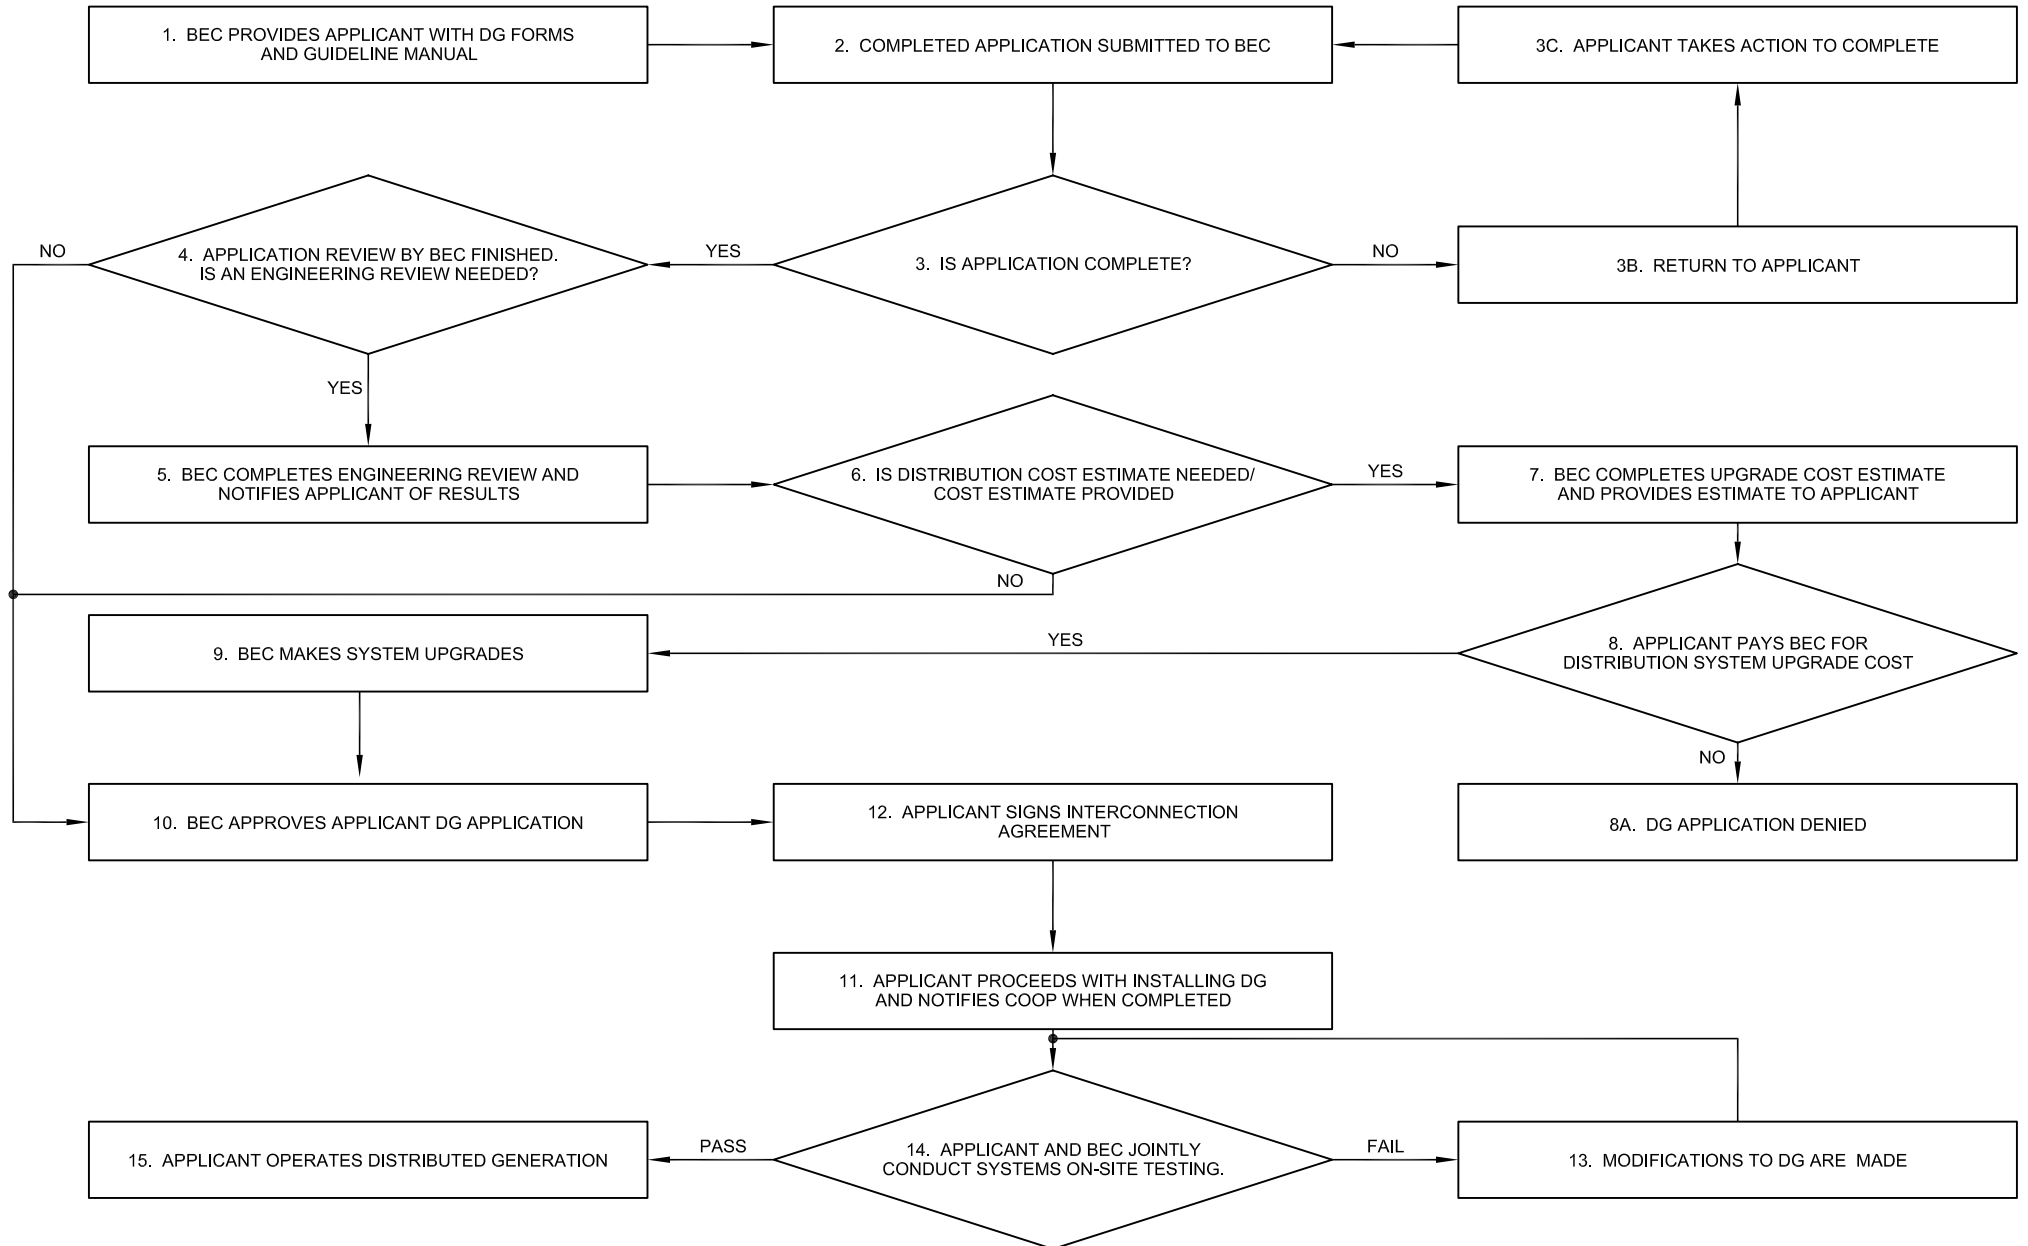 1. BEC PROVIDES APPLICANT WITH DG FORMS
AND GUIDELINE MANUAL
2. COMPLETED APPLICATION SUBMITTED TO BEC
3C. APPLICANT TAKES ACTION TO COMPLETE
NO
4. APPLICATION REVIEW BY BEC FINISHED.
IS AN ENGINEERING REVIEW NEEDED?
YES
3. IS APPLICATION COMPLETE?
NO
3B. RETURN TO APPLICANT
YES
5. BEC COMPLETES ENGINEERING REVIEW AND
NOTIFIES APPLICANT OF RESULTS
6. IS DISTRIBUTION COST ESTIMATE NEEDED/
COST ESTIMATE PROVIDED
YES
7. BEC COMPLETES UPGRADE COST ESTIMATE
AND PROVIDES ESTIMATE TO APPLICANT
NO
9. BEC MAKES SYSTEM UPGRADES
YES
8. APPLICANT PAYS BEC FOR
DISTRIBUTION SYSTEM UPGRADE COST
NO
10. BEC APPROVES APPLICANT DG APPLICATION
12. APPLICANT SIGNS INTERCONNECTION
AGREEMENT
8A. DG APPLICATION DENIED
11. APPLICANT PROCEEDS WITH INSTALLING DG
AND NOTIFIES COOP WHEN COMPLETED
15. APPLICANT OPERATES DISTRIBUTED GENERATION
PASS
14. APPLICANT AND BEC JOINTLY
CONDUCT SYSTEMS ON-SITE TESTING.
FAIL
13. MODIFICATIONS TO DG ARE MADE